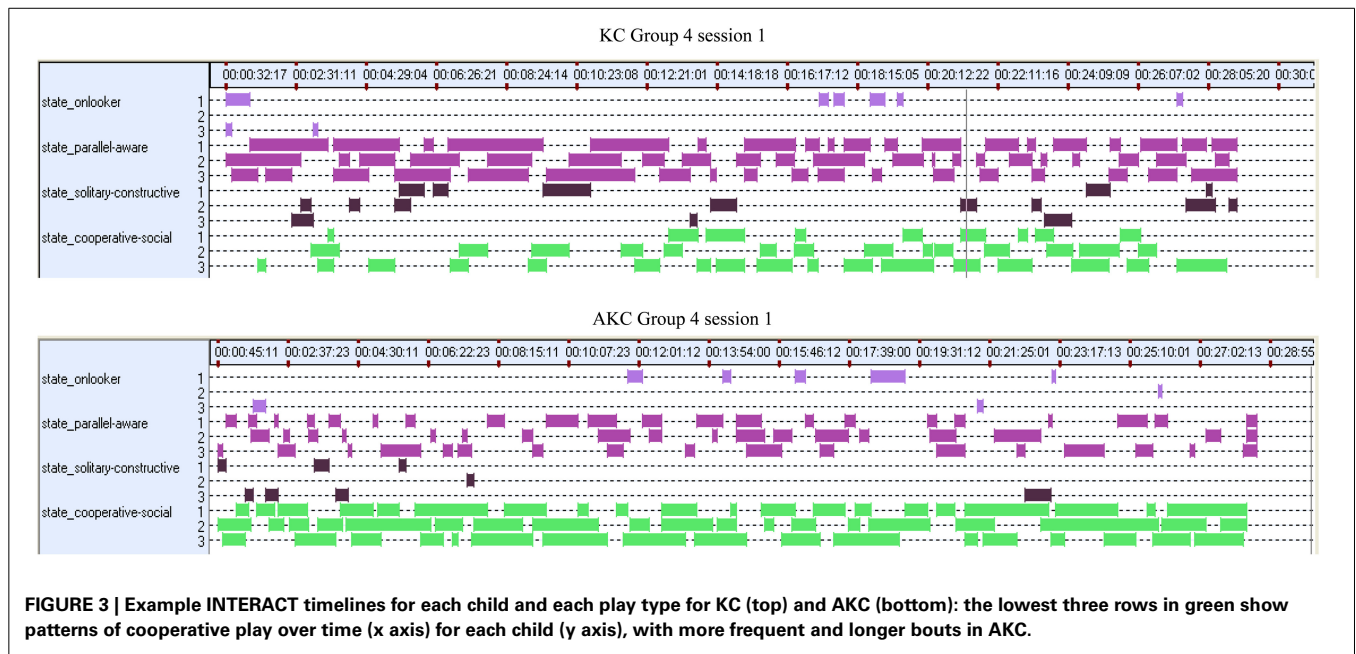 KC Group 4 session 1
00:00:32:17 00:02:31:11 00:04:29:04 00:06:26:21 00:08:24:14 00:10:23:08 00:12:21:01 00:14:18:18 00:16:17:12 00:18:15:05 00:20:12:22 00:22:11:16 00:24:09:09 00:26:07:02 00:28:05:20 00:30:0
state_onlooker 1
2
3
state_parallel-aware 1
2
3
state_solitary-constructive 1
2
3
state_cooperative-social 1
2
3
AKC Group 4 session 1
00:00:45:11 00:02:37:23 00:04:30:11 00:06:22:23 00:08:15:11 00:10:07:23 00:12:01:12 00:13:54:00 00:15:46:12 00:17:39:00 00:19:31:12 00:21:25:01 00:23:17:13 00:25:10:01 00:27:02:13 00:28:55
state_onlooker 1
2
3
state_parallel-aware 1
2
3
state_solitary-constructive 1
2
3
state_cooperative-social 1
2
3
FIGURE 3 | Example INTERACT timelines for each child and each play type for KC (top) and AKC (bottom): the lowest three rows in green show
patterns of cooperative play over time (x axis) for each child (y axis), with more frequent and longer bouts in AKC.